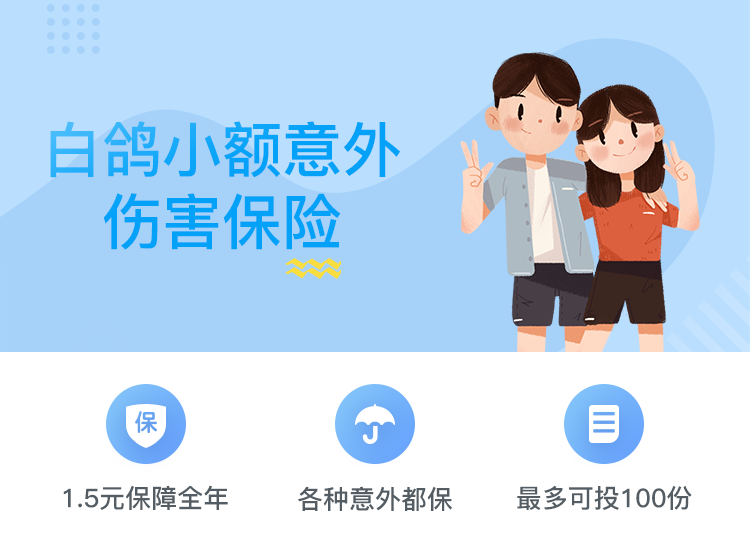 白鸽小额意外
伤害保险
保
1.5元保障全年
各种意外都保
最多可投100份